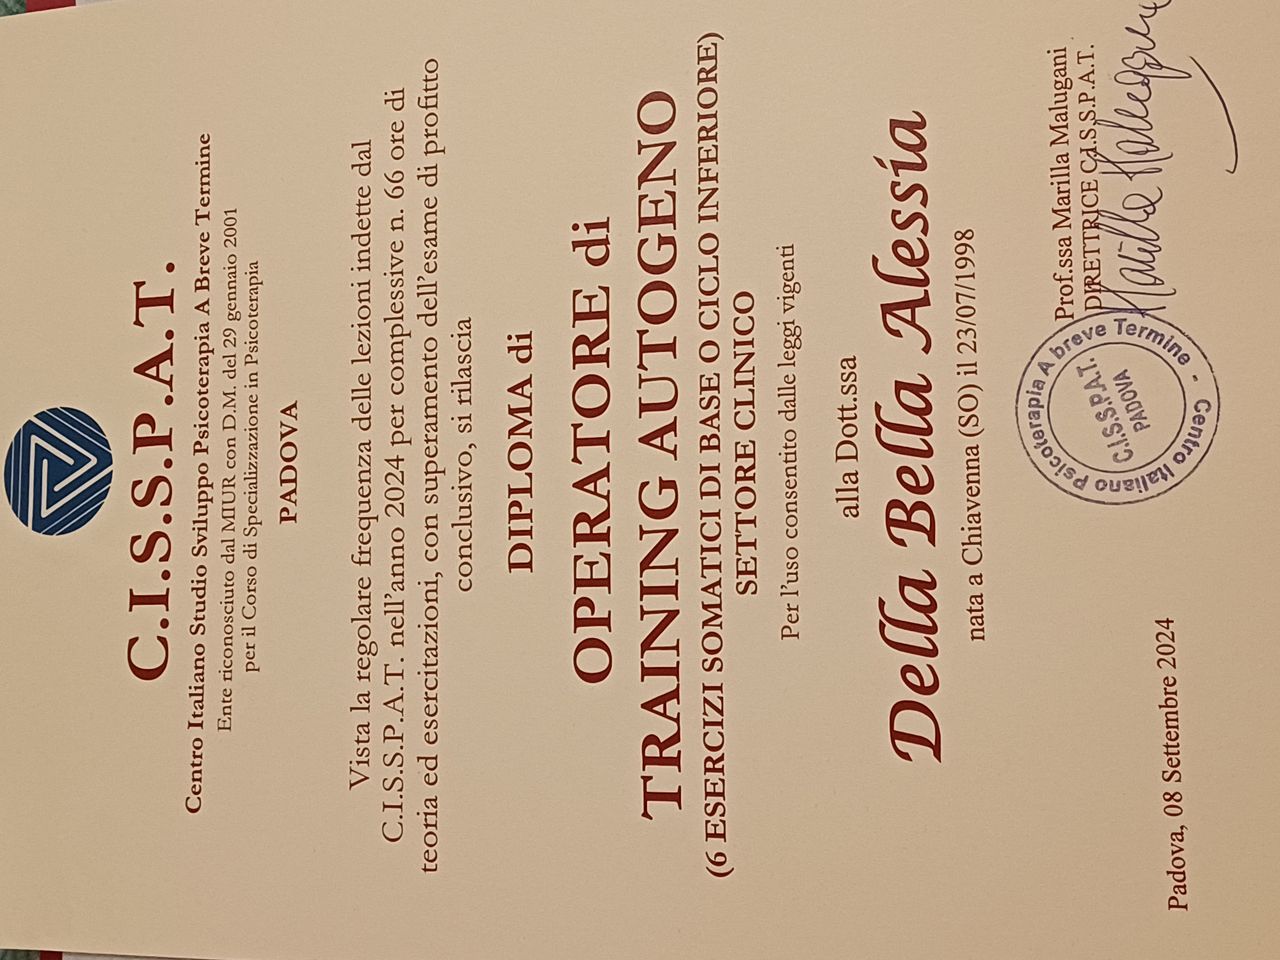 C.I.S.S.P.A.T.
Centro Italiano Studio Sviluppo Psicoterapia A Breve Termine
Ente riconosciuto dal MIUR con D.M. del 29 gennaio 2001
per il Corso di Specializzazione in Psicoterapia
PADOVA
Vista la regolare frequenza delle lezioni indette dal
C.I.S.S.P.A.T. nell'anno 2024 per complessive n. 66 ore di
teoria ed esercitazioni, con superamento dell'esame di profitto
conclusivo, si rilascia
DIPLOMA di
OPERATORE di
TRAINING AUTOGENO
(6 ESERCIZI SOMATICI DI BASE O CICLO INFERIORE)
SETTORE CLINICO
Per l'uso consentito dalle leggi vigenti
alla Dott.ssa
Della Bella Alessia
nata a Chiavenna (SO) il 23/07/1998
Prof.ssa Marilla Malugani
DIRETTRICE C.I.S.S.P.A.T.
Marilla Malugani
Centro Italiano Psicoterapia A breve Termine -
C.I.S.S.P.A.T.
PADOVA
Padova, 08 Settembre 2024